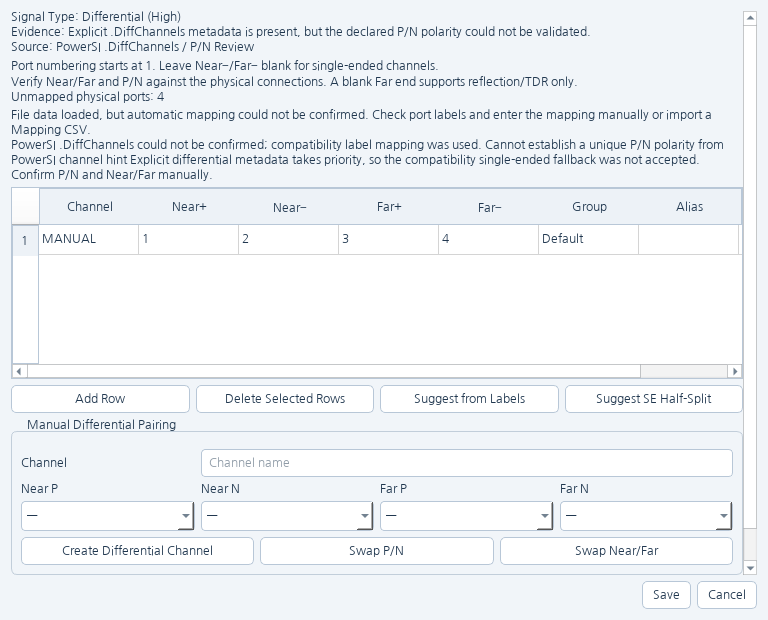 Signal Type: Differential (High)
Evidence: Explicit .DiffChannels metadata is present, but the declared P/N polarity could not be validated.
Source: PowerSI .DiffChannels / P/N Review
Port numbering starts at 1. Leave Near−/Far− blank for single-ended channels.
Verify Near/Far and P/N against the physical connections. A blank Far end supports reflection/TDR only.
Unmapped physical ports: 4
File data loaded, but automatic mapping could not be confirmed. Check port labels and enter the mapping manually or import a
Mapping CSV.
PowerSI .DiffChannels could not be confirmed; compatibility label mapping was used. Cannot establish a unique P/N polarity from
PowerSI channel hint Explicit differential metadata takes priority, so the compatibility single-ended fallback was not accepted.
Confirm P/N and Near/Far manually.
Channel Near+ Near− Far+ Far− Group Alias
1 MANUAL 1 2 3 4 Default
Add Row Delete Selected Rows Suggest from Labels Suggest SE Half-Split
Manual Differential Pairing
Channel Channel name
Near P Near N Far P Far N
— — — —
Create Differential Channel Swap P/N Swap Near/Far
Save Cancel